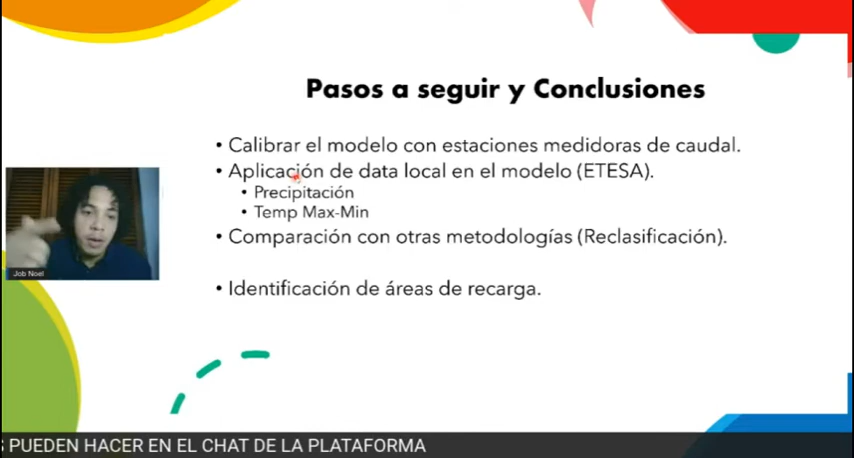 Pasos a seguir y Conclusiones
• Calibrar el modelo con estaciones medidoras de caudal.
• Aplicación de data local en el modelo (ETESA).
• Precipitación
• Temp Max-Min
• Comparación con otras metodologías (Reclasificación).
• Identificación de áreas de recarga.
Job Noel
PUEDEN HACER EN EL CHAT DE LA PLATAFORMA